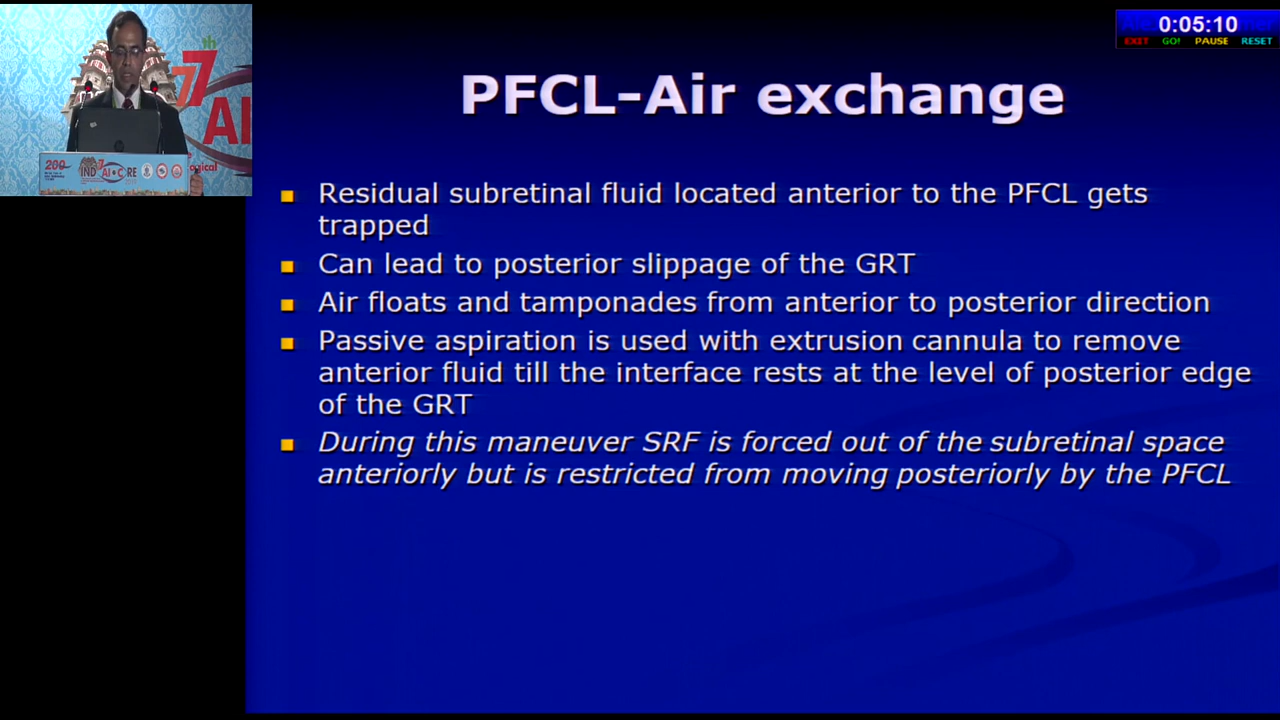 0:05:10
EXIT GO! PAUSE RESET
PFCL-Air exchange
Residual subretinal fluid located anterior to the PFCL gets
trapped
Can lead to posterior slippage of the GRT
Air floats and tamponades from anterior to posterior direction
Passive aspiration is used with extrusion cannula to remove
anterior fluid till the interface rests at the level of posterior edge
of the GRT
During this maneuver SRF is forced out of the subretinal space
anteriorly but is restricted from moving posteriorly by the PFCL
77th
AI